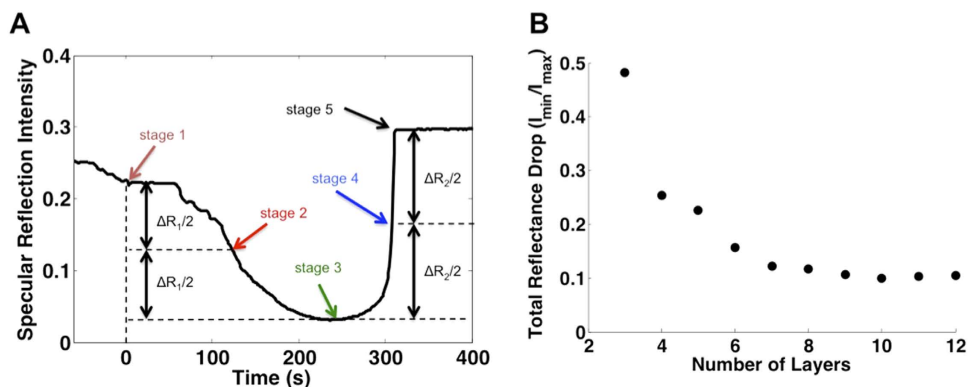 A
Specular Reflection Intensity
0.4
0.3
0.2
0.1
0
stage 1
stage 2
stage 3
stage 4
stage 5
ΔR1/2
ΔR1/2
ΔR2/2
ΔR2/2
0
100
200
300
400
Time (s)
B
Total Reflectance Drop (Imin/Imax)
0.5
0.4
0.3
0.2
0.1
0
2
4
6
8
10
12
Number of Layers